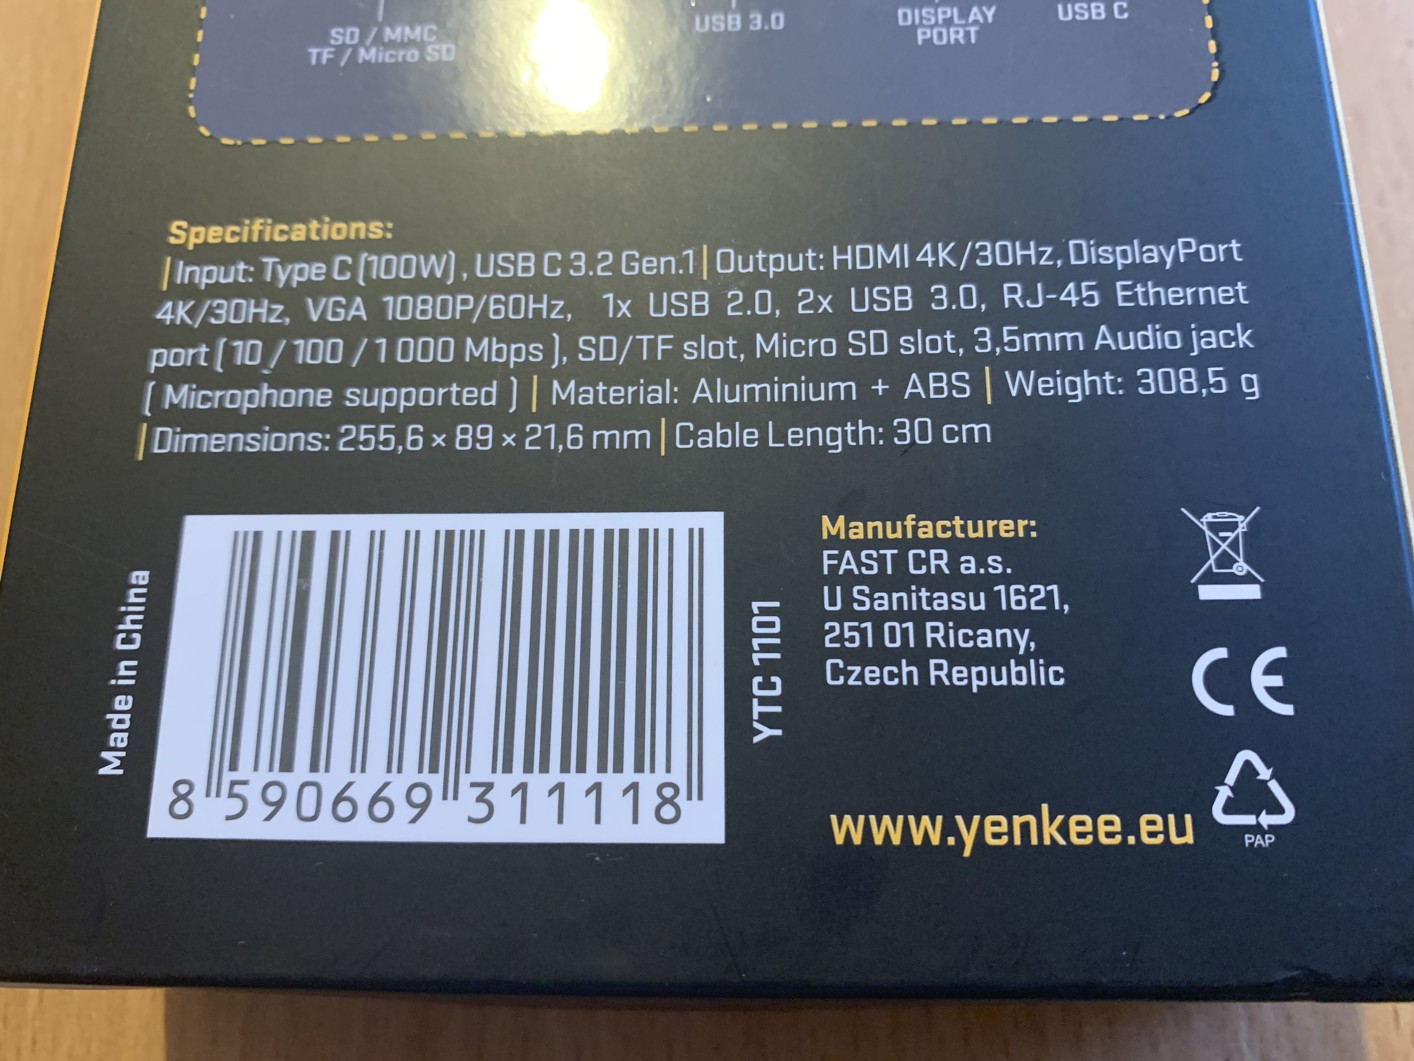 SD / MMC
TF / Micro SD
USB 3.0
DISPLAY
PORT
USB C
Specifications:
|Input: Type C (100W) , USB C 3.2 Gen.1| Output: HDMI 4K/30Hz, DisplayPort
4K/30Hz, VGA 1080P/60Hz, 1x USB 2.0, 2x USB 3.0, RJ-45 Ethernet
port ( 10 / 100 / 1 000 Mbps ), SD/TF slot, Micro SD slot, 3,5mm Audio jack
( Microphone supported ) | Material: Aluminium + ABS | Weight: 308,5 g
|Dimensions: 255,6 × 89 × 21,6 mm | Cable Length: 30 cm
Made in China
8 590669 311118
YTC 1101
Manufacturer:
FAST CR a.s.
U Sanitasu 1621,
251 01 Ricany,
Czech Republic
CE
www.yenkee.eu
PAP